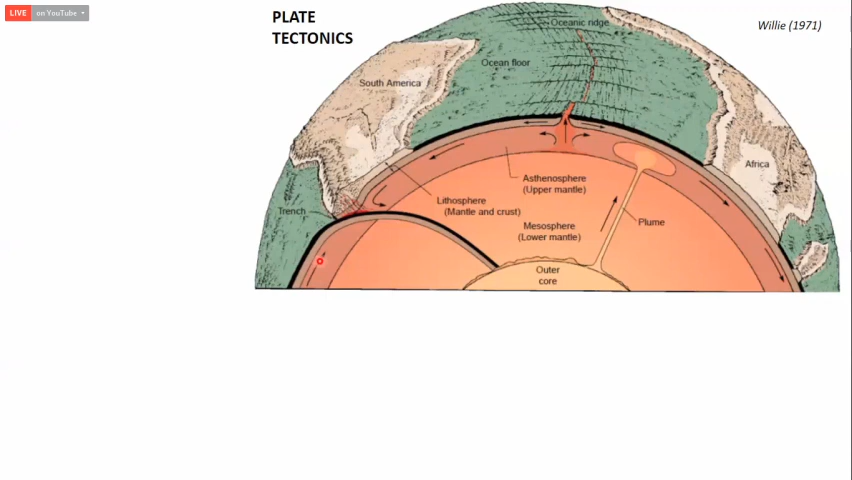 LIVE on YouTube
PLATE
TECTONICS
Willie (1971)
Oceanic ridge
Ocean floor
South America
Africa
Asthenosphere
(Upper mantle)
Lithosphere
(Mantle and crust)
Trench
Plume
Mesosphere
(Lower mantle)
Outer
core